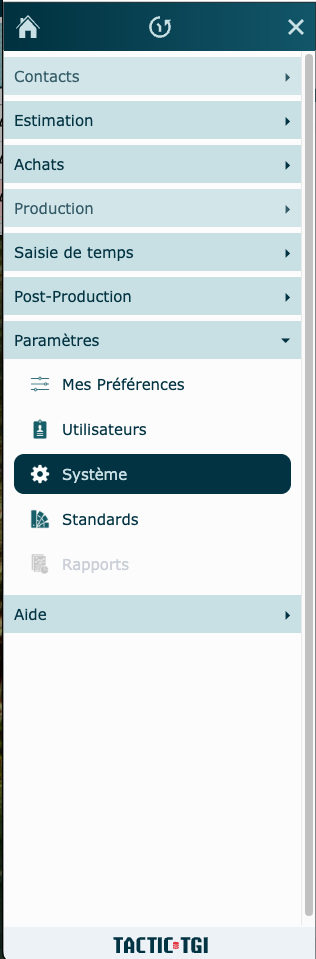 Contacts
Estimation
Achats
Production
Saisie de temps
Post-Production
Paramètres
Mes Préférences
Utilisateurs
Système
Standards
Rapports
Aide
TACTIC TGI